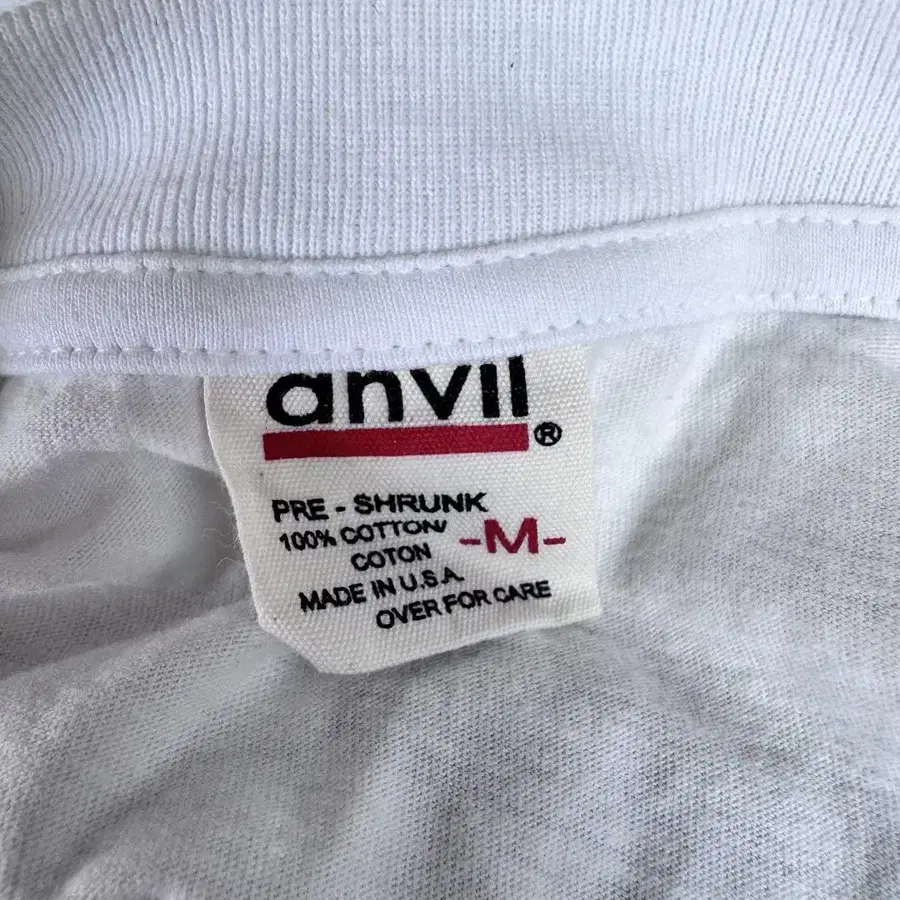 anvil
®
PRE - SHRUNK
100% COTTON/
COTON
-M-
MADE IN U.S.A.
OVER FOR CARE